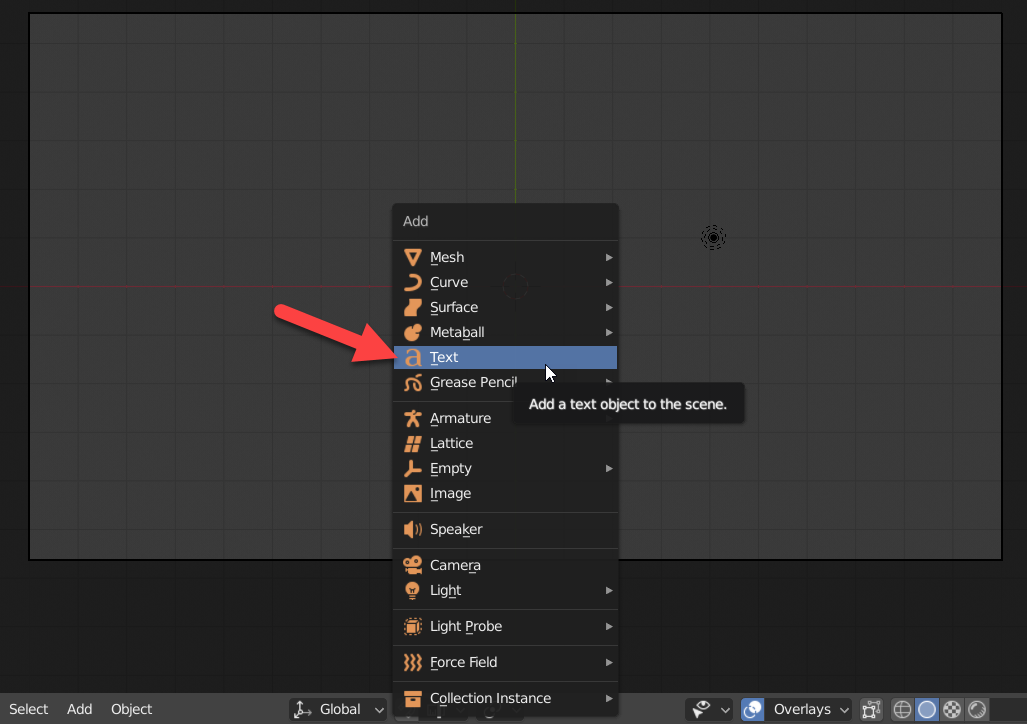 Add
Mesh
Curve
Surface
Metaball
Text
Grease Pencil
Add a text object to the scene.
Armature
Lattice
Empty
Image
Speaker
Camera
Light
Light Probe
Force Field
Collection Instance
Select Add Object Global Overlays